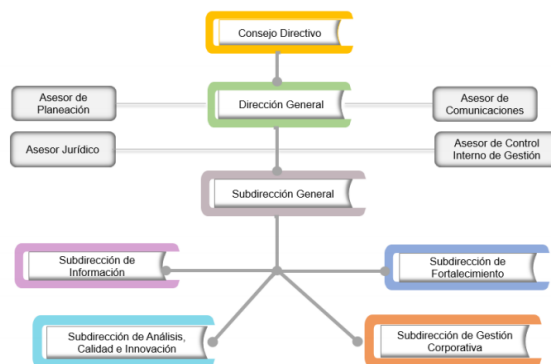 Consejo Directivo
Asesor de
Planeación
Dirección General
Asesor de
Comunicaciones
Asesor Jurídico
Asesor de Control
Interno de Gestión
Subdirección General
Subdirección de
Información
Subdirección de
Fortalecimiento
Subdirección de Análisis,
Calidad e Innovación
Subdirección de Gestión
Corporativa